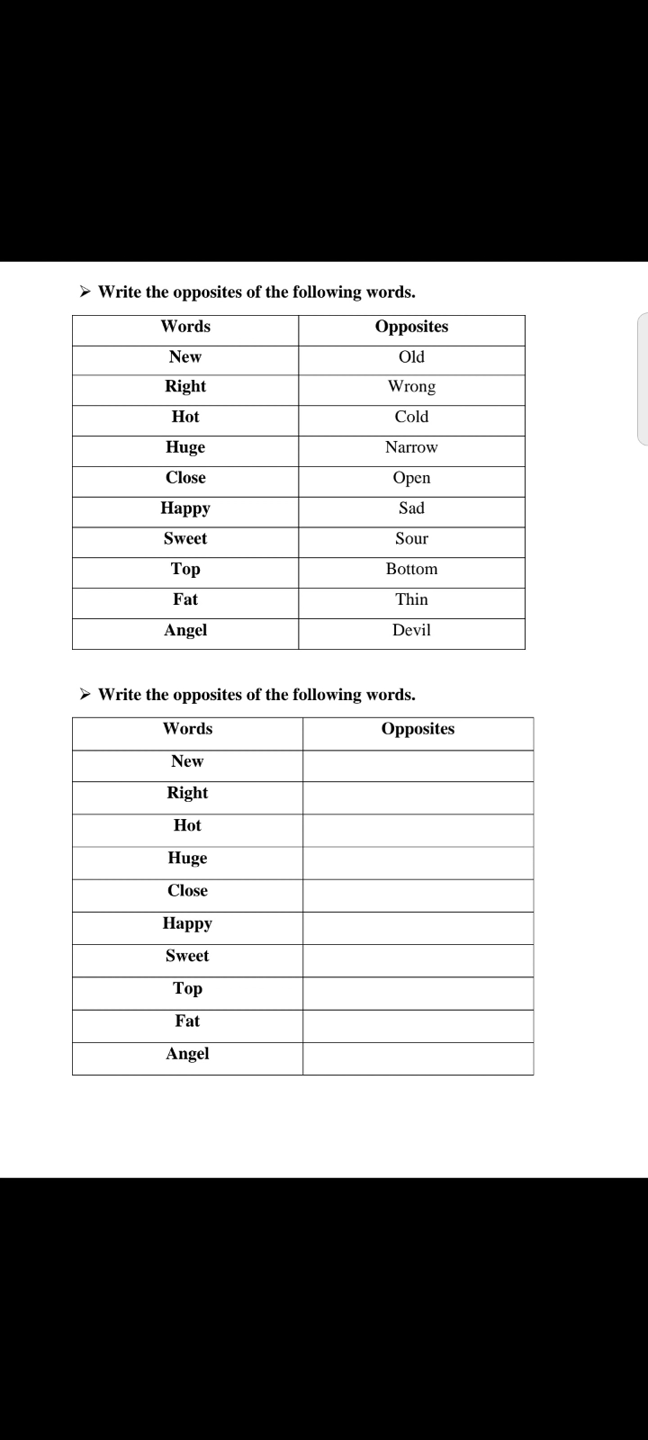 ➢ Write the opposites of the following words.
Words Opposites
New Old
Right Wrong
Hot Cold
Huge Narrow
Close Open
Happy Sad
Sweet Sour
Top Bottom
Fat Thin
Angel Devil
➢ Write the opposites of the following words.
Words Opposites
New
Right
Hot
Huge
Close
Happy
Sweet
Top
Fat
Angel